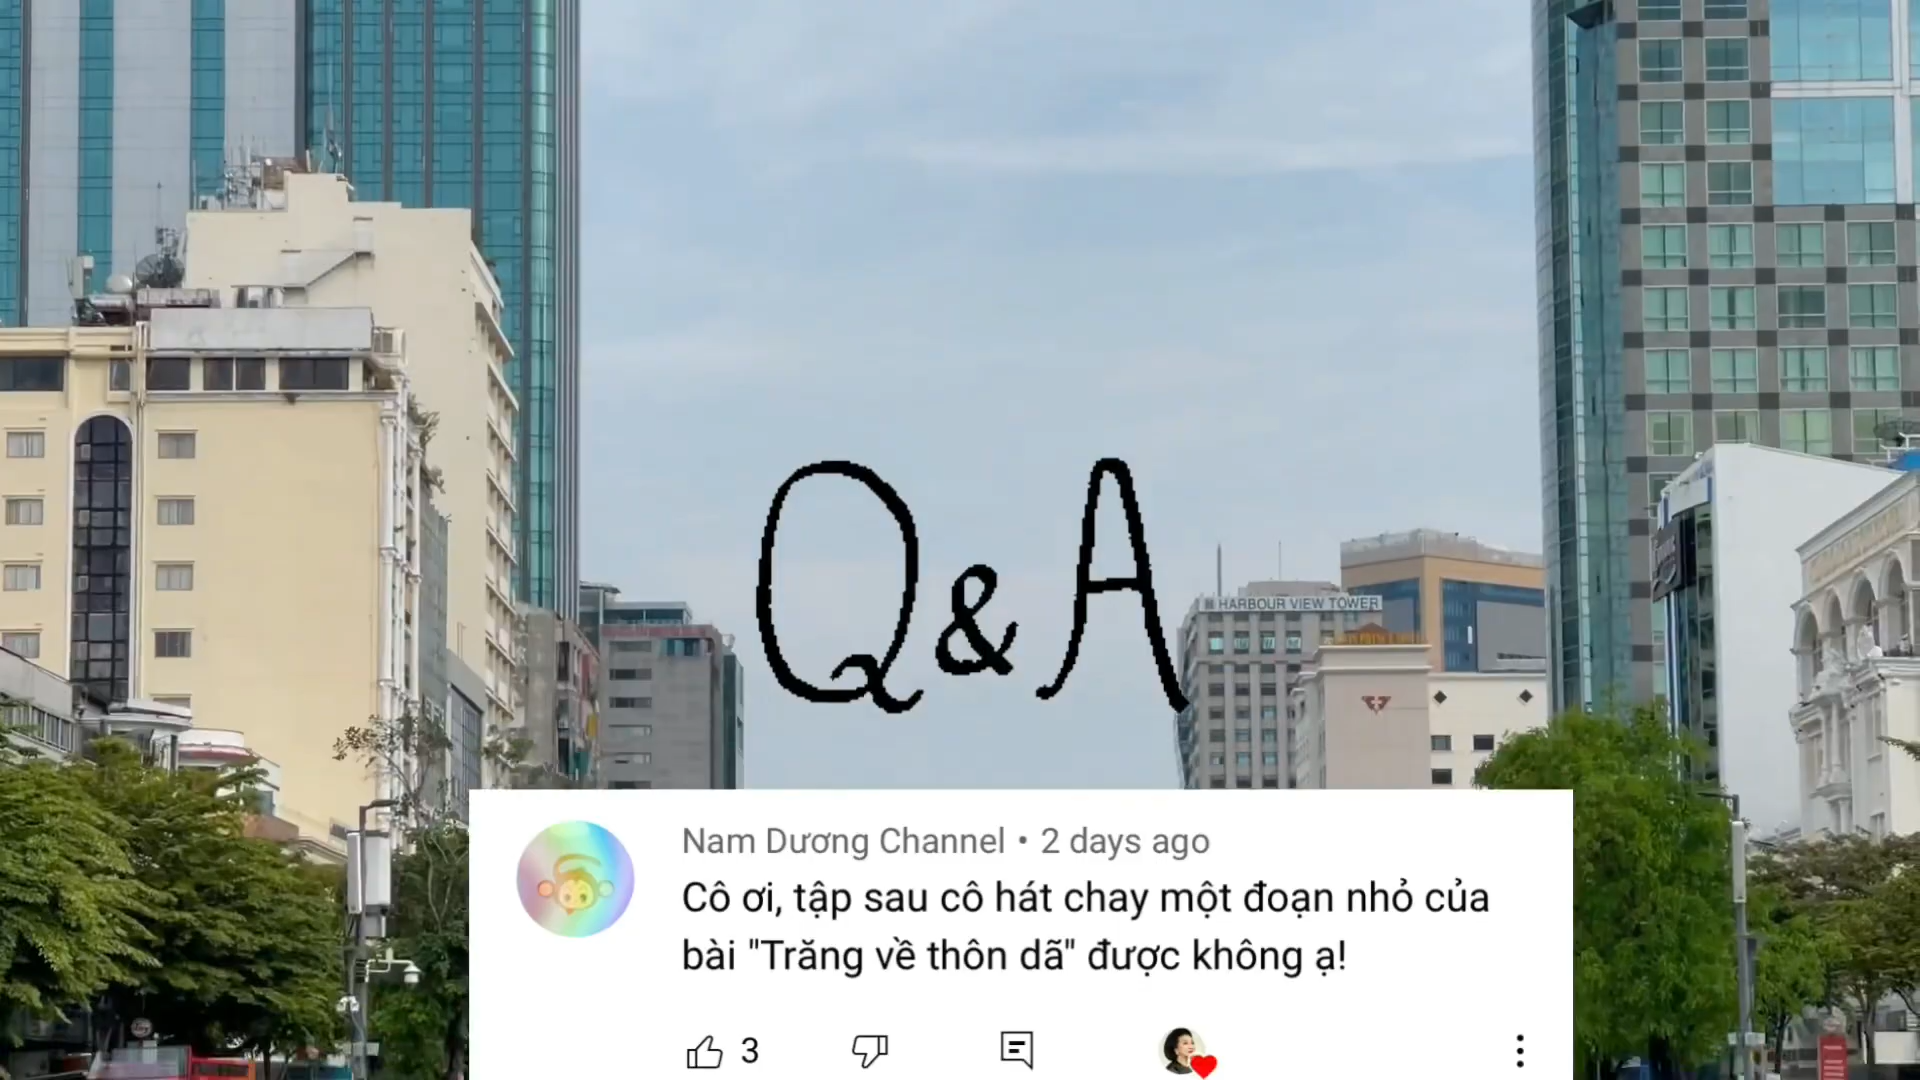 Q & A
HARBOUR VIEW TOWER
Nam Dương Channel • 2 days ago
Cô ơi, tập sau cô hát chay một đoạn nhỏ của
bài "Trăng về thôn dã" được không ạ!
3